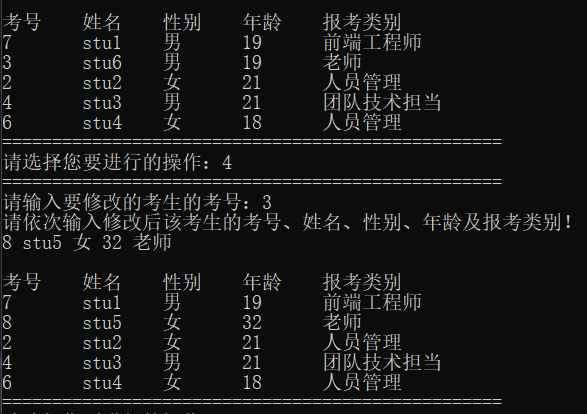 考号 姓名 性别 年龄 报考类别
7 stu1 男 19 前端工程师
3 stu6 男 19 老师
2 stu2 女 21 人员管理
4 stu3 男 21 团队技术担当
6 stu4 女 18 人员管理
==================================================
请选择您要进行的操作：4
==================================================
请输入要修改的考生的考号：3
请依次输入修改后该考生的考号、姓名、性别、年龄及报考类别！
8 stu5 女 32 老师
考号 姓名 性别 年龄 报考类别
7 stu1 男 19 前端工程师
8 stu5 女 32 老师
2 stu2 女 21 人员管理
4 stu3 男 21 团队技术担当
6 stu4 女 18 人员管理
==================================================